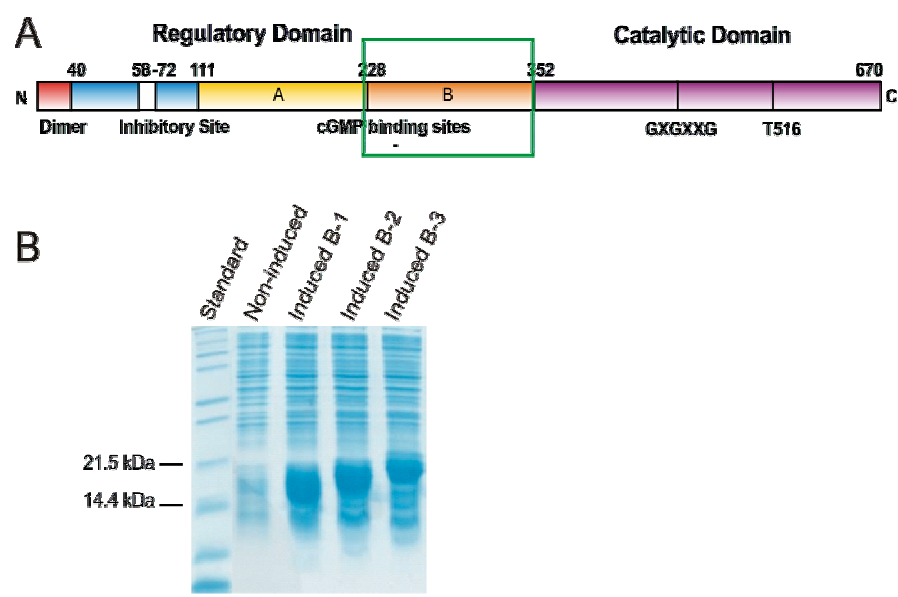 A
Regulatory Domain
Catalytic Domain
40 58-72 111 228 352 670
N A B C
Dimer Inhibitory Site cGMP binding sites GXGXXG T516
-
B
Standard
Non-induced
Induced B-1
Induced B-2
Induced B-3
21.5 kDa
14.4 kDa